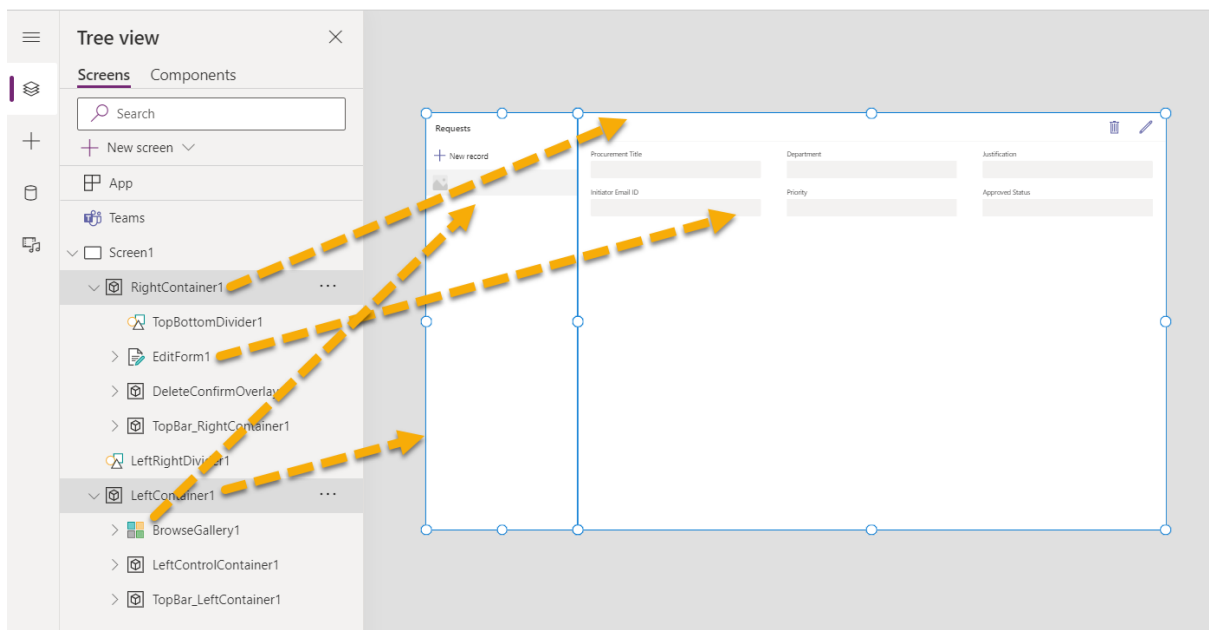 Tree view
Screens Components
Search
New screen
App
Teams
Screen1
RightContainer1
TopBottomDivider1
EditForm1
DeleteConfirmOverlay
TopBar_RightContainer1
LeftRightDivider1
LeftContainer1
BrowseGallery1
LeftControlContainer1
TopBar_LeftContainer1
Requests
New record
Procurement Title Department Justification
Initiator Email ID Priority Approved Status